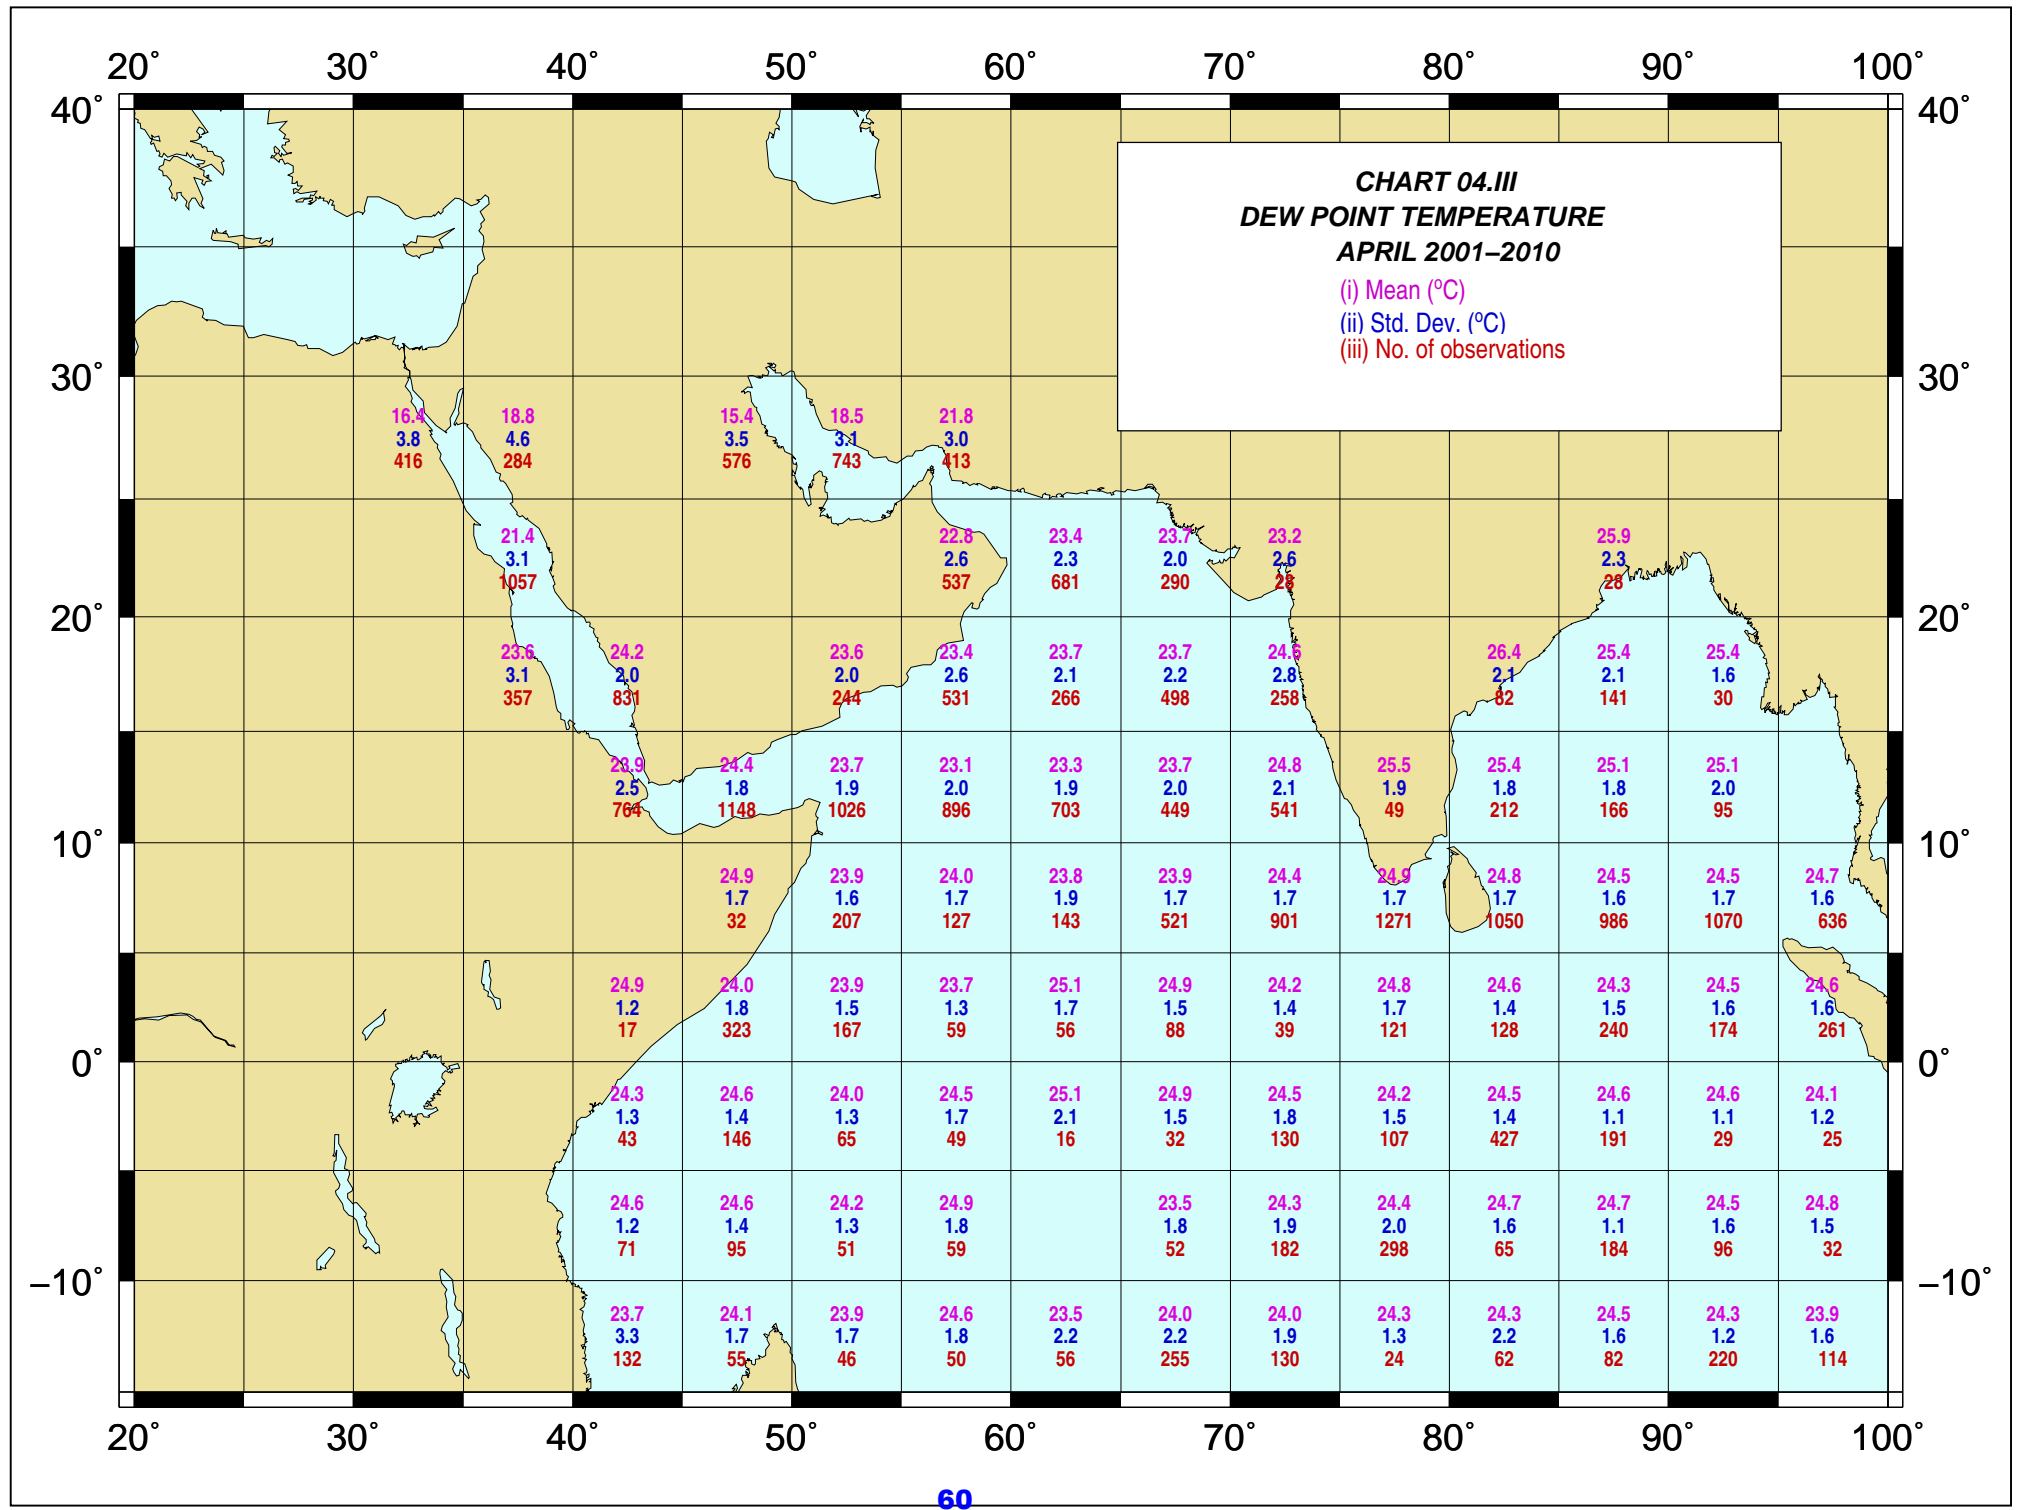 20° 30° 40° 50° 60° 70° 80° 90° 100°
40° 40°
CHART 04.III
DEW POINT TEMPERATURE
APRIL 2001–2010
(i) Mean (°C)
(ii) Std. Dev. (°C)
(iii) No. of observations
30° 30°
16.4 18.8 15.4 18.5 21.8
3.8 4.6 3.5 3.1 3.0
416 284 576 743 413
21.4 22.8 23.4 23.7 23.2 25.9
3.1 2.6 2.3 2.0 2.6 2.3
1057 537 681 290 28 28
20° 20°
23.6 24.2 23.6 23.4 23.7 23.7 24.6 26.4 25.4 25.4
3.1 2.0 2.0 2.6 2.1 2.2 2.8 2.1 2.1 1.6
357 831 244 531 266 498 258 82 141 30
23.9 24.4 23.7 23.1 23.3 23.7 24.8 25.5 25.4 25.1 25.1
2.5 1.8 1.9 2.0 1.9 2.0 2.1 1.9 1.8 1.8 2.0
764 1148 1026 896 703 449 541 49 212 166 95
10° 10°
24.9 23.9 24.0 23.8 23.9 24.4 24.9 24.8 24.5 24.5 24.7
1.7 1.6 1.7 1.9 1.7 1.7 1.7 1.7 1.6 1.7 1.6
32 207 127 143 521 901 1271 1050 986 1070 636
24.9 24.0 23.9 23.7 25.1 24.9 24.2 24.8 24.6 24.3 24.5 24.6
1.2 1.8 1.5 1.3 1.7 1.5 1.4 1.7 1.4 1.5 1.6 1.6
17 323 167 59 56 88 39 121 128 240 174 261
0° 0°
24.3 24.6 24.0 24.5 25.1 24.9 24.5 24.2 24.5 24.6 24.6 24.1
1.3 1.4 1.3 1.7 2.1 1.5 1.8 1.5 1.4 1.1 1.1 1.2
43 146 65 49 16 32 130 107 427 191 29 25
24.6 24.6 24.2 24.9 23.5 24.3 24.4 24.7 24.7 24.5 24.8
1.2 1.4 1.3 1.8 1.8 1.9 2.0 1.6 1.1 1.6 1.5
71 95 51 59 52 182 298 65 184 96 32
–10° –10°
23.7 24.1 23.9 24.6 23.5 24.0 24.0 24.3 24.3 24.5 24.3 23.9
3.3 1.7 1.7 1.8 2.2 2.2 1.9 1.3 2.2 1.6 1.2 1.6
132 55 46 50 56 255 130 24 62 82 220 114
20° 30° 40° 50° 60° 70° 80° 90° 100°
60